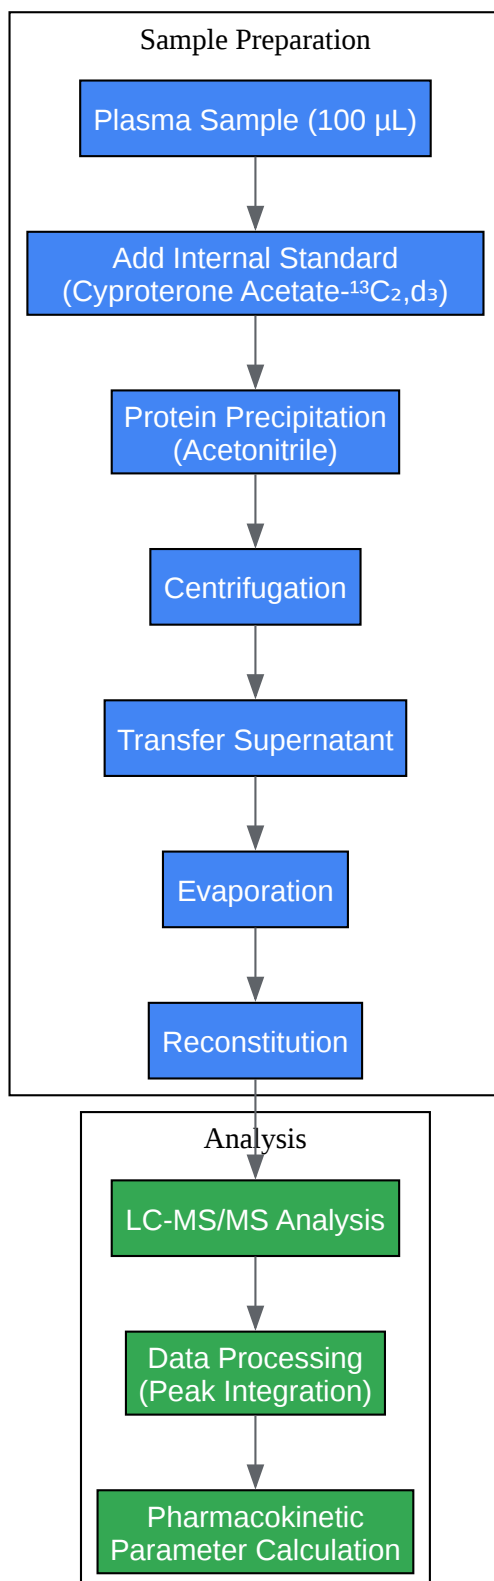 Sample Preparation
Plasma Sample (100 µL)
Add Internal Standard
(Cyproterone Acetate-¹³C₂,d₃)
Protein Precipitation
(Acetonitrile)
Centrifugation
Transfer Supernatant
Evaporation
Reconstitution
Analysis
LC-MS/MS Analysis
Data Processing
(Peak Integration)
Pharmacokinetic
Parameter Calculation